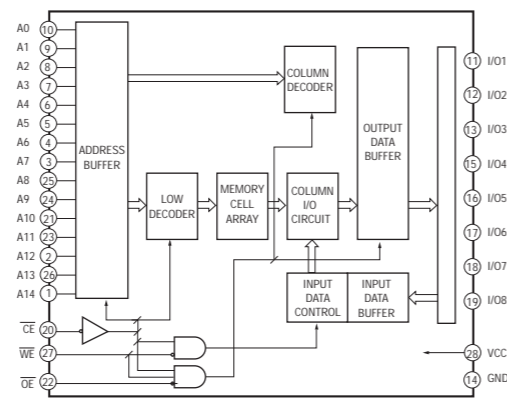 A0 10
A1 9
A2 8
A3 7
A4 6
A5 5
A6 4
A7 3
A8 25
A9 24
A10 21
A11 23
A12 2
A13 26
A14 1
CE 20
WE 27
OE 22
ADDRESS
BUFFER
LOW
DECODER
MEMORY
CELL
ARRAY
COLUMN
DECODER
COLUMN
I/O
CIRCUIT
OUTPUT
DATA
BUFFER
INPUT
DATA
CONTROL
INPUT
DATA
BUFFER
11 I/O1
12 I/O2
13 I/O3
15 I/O4
16 I/O5
17 I/O6
18 I/O7
19 I/O8
28 VCC
14 GND